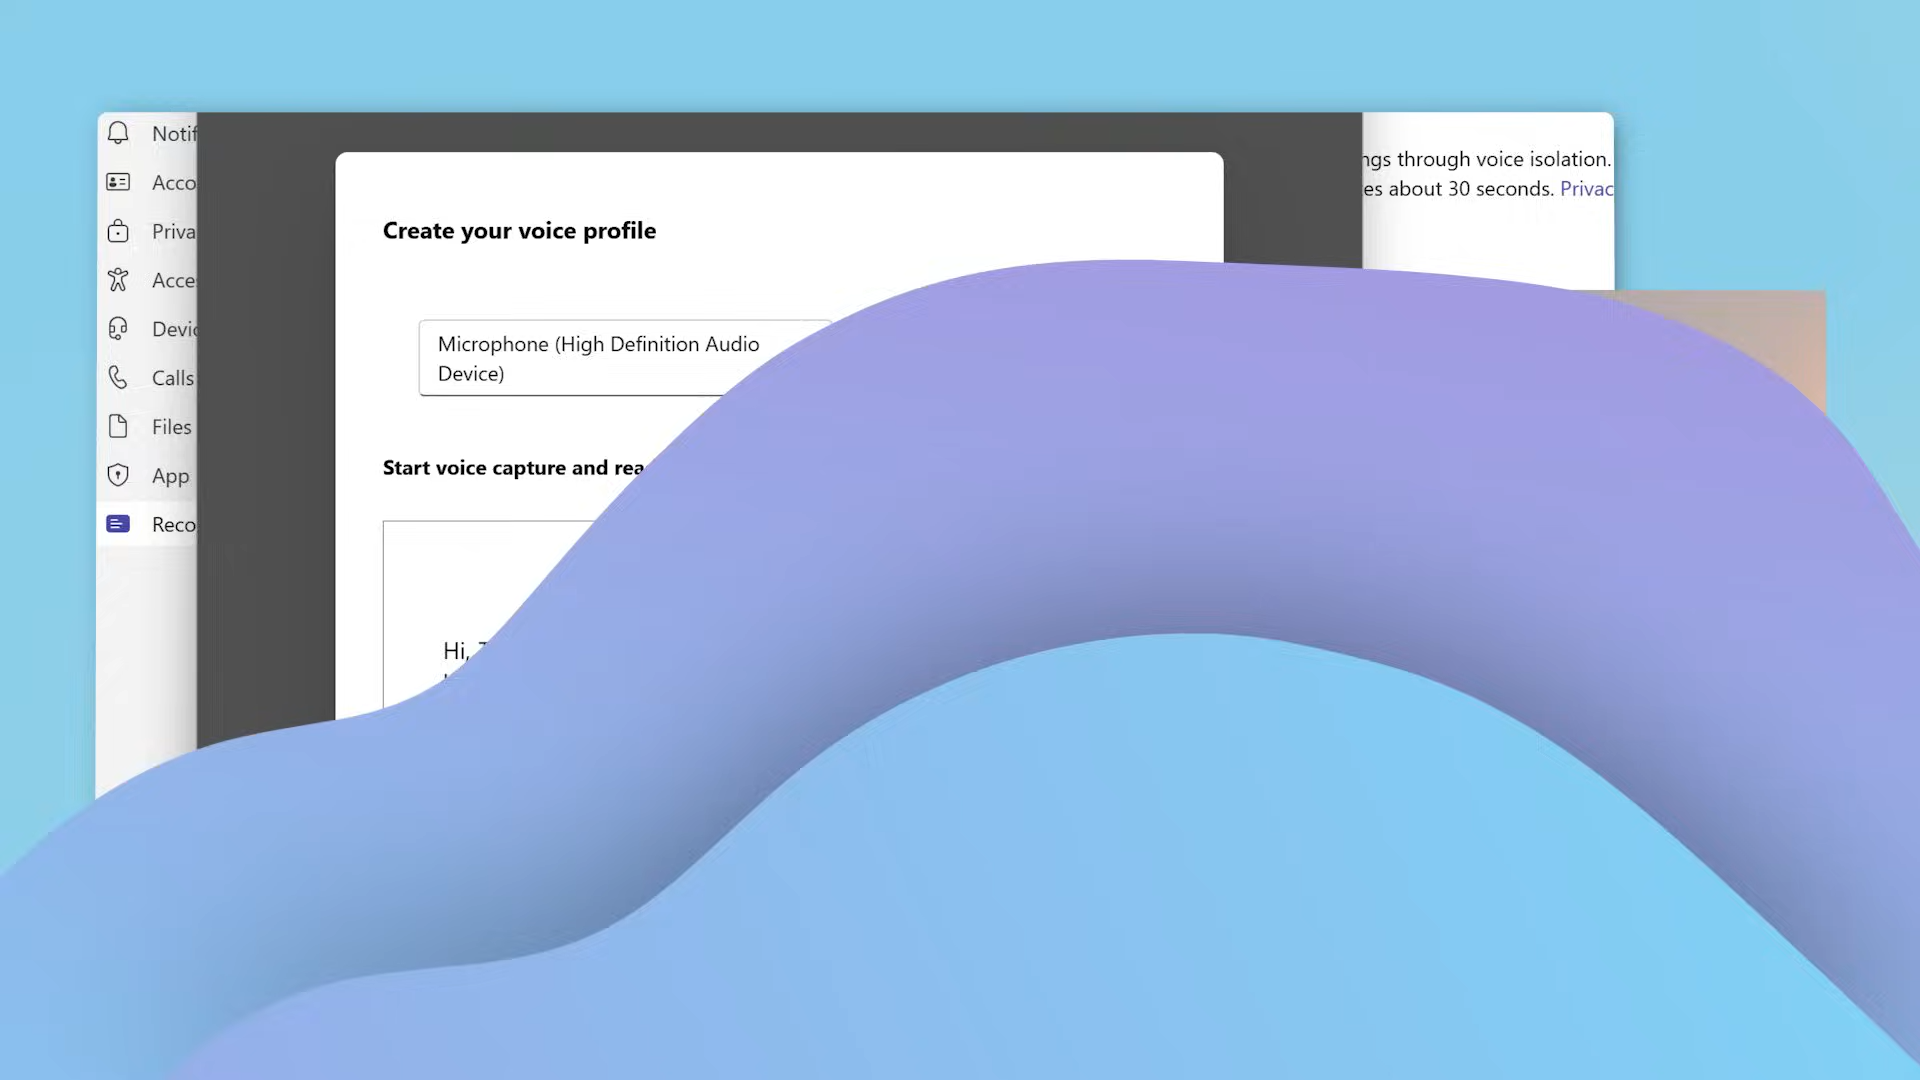 Notif
Acco
Priva
Acce
Devic
Calls
Files
App
Reco
ngs through voice isolation.
es about 30 seconds. Privac
Create your voice profile
Microphone (High Definition Audio
Device)
Start voice capture and rea
Hi,